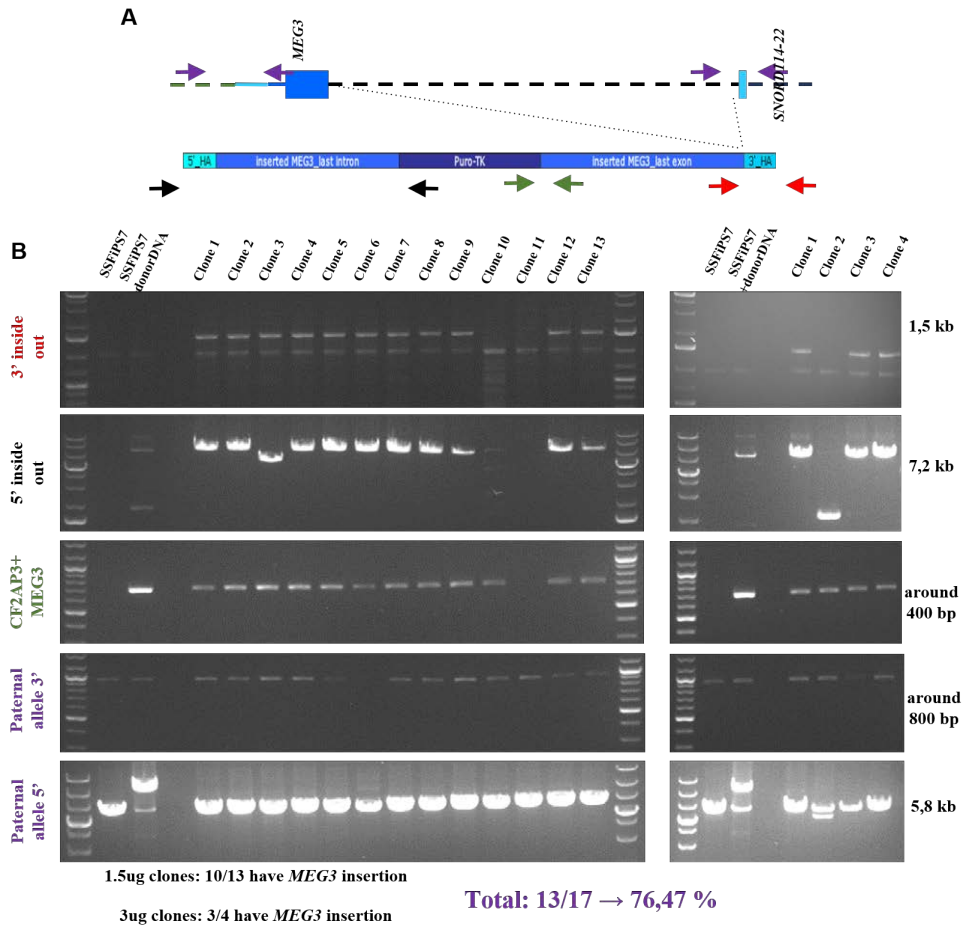 A
MEG3
SNORD114-22
5'_HA
inserted MEG3_last intron
Puro-TK
inserted MEG3_last exon
3'_HA
B
SSFiPS7
SSFiPS7
donorDNA
Clone 1
Clone 2
Clone 3
Clone 4
Clone 5
Clone 6
Clone 7
Clone 8
Clone 9
Clone 10
Clone 11
Clone 12
Clone 13
SSFiPS7
SSFiPS7
+donorDNA
Clone 1
Clone 2
Clone 3
Clone 4
3' inside
out
1,5 kb
5' inside
out
7,2 kb
CF2AP3+
MEG3
around
400 bp
Paternal
allele 3'
around
800 bp
Paternal
allele 5'
5,8 kb
1.5ug clones: 10/13 have MEG3 insertion
3ug clones: 3/4 have MEG3 insertion
Total: 13/17 → 76,47 %